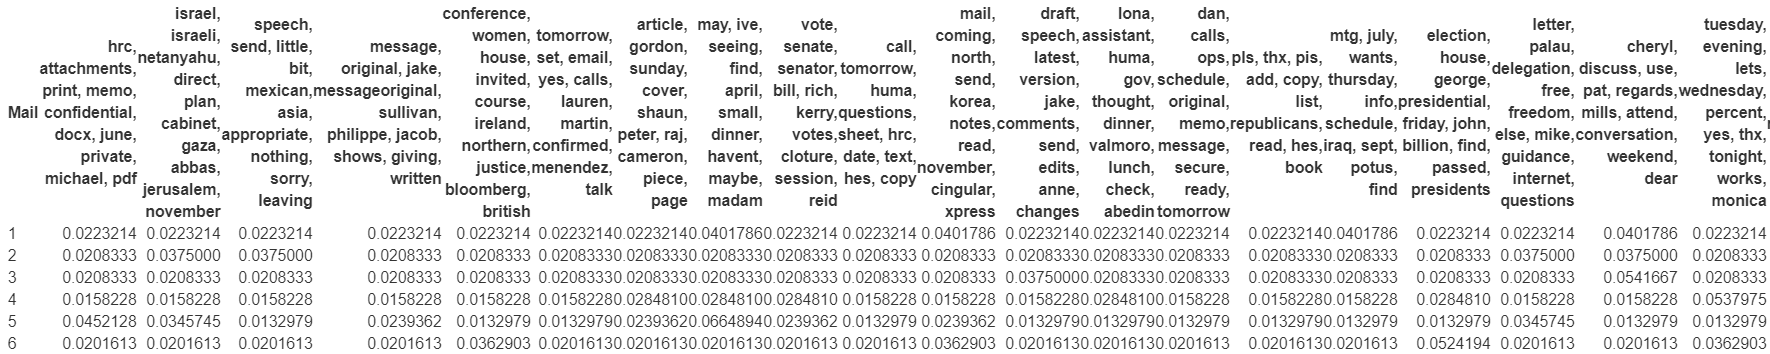 Mail
hrc,
attachments,
print, memo,
confidential,
docx, june,
private,
michael, pdf
israel,
israeli,
netanyahu,
direct,
plan,
cabinet,
gaza,
abbas,
jerusalem,
november
speech,
send, little,
bit,
mexican,
asia,
appropriate,
nothing,
sorry,
leaving
message,
original, jake,
messageoriginal,
sullivan,
philippe, jacob,
shows, giving,
written
conference,
women,
house,
invited,
course,
ireland,
northern,
justice,
bloomberg,
british
tomorrow,
set, email,
yes, calls,
lauren,
martin,
confirmed,
menendez,
talk
article,
gordon,
sunday,
cover,
shaun,
peter, raj,
cameron,
piece,
page
may, ive,
seeing,
find,
april,
small,
dinner,
havent,
maybe,
madam
vote,
senate,
senator,
bill, rich,
kerry,
votes,
cloture,
session,
reid
call,
tomorrow,
huma,
questions,
sheet, hrc,
date, text,
hes, copy
mail,
coming,
north,
send,
korea,
notes,
read,
november,
cingular,
xpress
draft,
speech,
latest,
version,
jake,
comments,
send,
edits,
anne,
changes
lona,
assistant,
huma,
gov,
thought,
dinner,
valmoro,
lunch,
check,
abedin
dan,
calls,
ops,
schedule,
original,
memo,
message,
secure,
ready,
tomorrow
pls, thx, pis,
add, copy,
list,
republicans,
read, hes,
book
mtg, july,
wants,
thursday,
info,
schedule,
iraq, sept,
potus,
find
election,
house,
george,
presidential,
friday, john,
billion, find,
passed,
presidents
letter,
palau,
delegation,
free,
freedom,
else, mike,
guidance,
internet,
questions
cheryl,
discuss, use,
pat, regards,
mills, attend,
conversation,
weekend,
dear
tuesday,
evening,
lets,
wednesday,
percent,
yes, thx,
tonight,
works,
monica
1 0.0223214 0.0223214 0.0223214 0.0223214 0.0223214 0.0223214 0.0223214 0.0401786 0.0223214 0.0223214 0.0401786 0.0223214 0.0223214 0.0223214 0.0223214 0.0401786 0.0223214 0.0223214 0.0401786 0.0223214
2 0.0208333 0.0375000 0.0375000 0.0208333 0.0208333 0.0208333 0.0208333 0.0208333 0.0208333 0.0208333 0.0208333 0.0208333 0.0208333 0.0208333 0.0208333 0.0208333 0.0208333 0.0375000 0.0375000 0.0208333
3 0.0208333 0.0208333 0.0208333 0.0208333 0.0208333 0.0208333 0.0208333 0.0208333 0.0208333 0.0208333 0.0208333 0.0375000 0.0208333 0.0208333 0.0208333 0.0208333 0.0208333 0.0208333 0.0541667 0.0208333
4 0.0158228 0.0158228 0.0158228 0.0158228 0.0158228 0.0158228 0.0284810 0.0284810 0.0284810 0.0158228 0.0158228 0.0158228 0.0284810 0.0158228 0.0158228 0.0158228 0.0284810 0.0158228 0.0158228 0.0537975
5 0.0452128 0.0345745 0.0132979 0.0239362 0.0132979 0.0132979 0.0239362 0.0664894 0.0239362 0.0132979 0.0239362 0.0132979 0.0132979 0.0132979 0.0132979 0.0132979 0.0132979 0.0345745 0.0132979 0.0132979
6 0.0201613 0.0201613 0.0201613 0.0201613 0.0362903 0.0201613 0.0201613 0.0201613 0.0201613 0.0201613 0.0362903 0.0201613 0.0201613 0.0201613 0.0201613 0.0201613 0.0524194 0.0201613 0.0201613 0.0362903